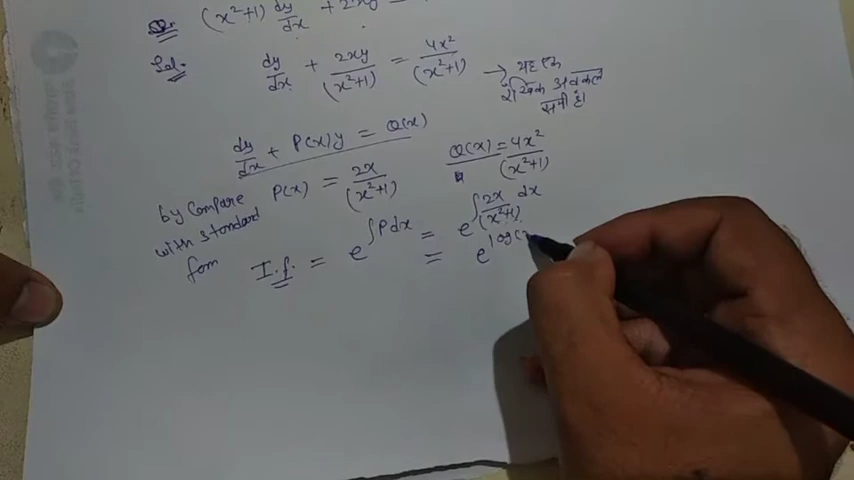 Q. (x²+1) dy/dx + 2xy =
Sol. dy/dx + 2xy/(x²+1) = 4x²/(x²+1) → यह एक
रैखिक अवकल
समी है।
dy/dx + P(x)y = Q(x)
by Compare P(x) = 2x/(x²+1) Q(x) = 4x²/(x²+1)
with standard
form I.f. = e^∫Pdx = e^∫2x/(x²+1) dx
= e^log(x